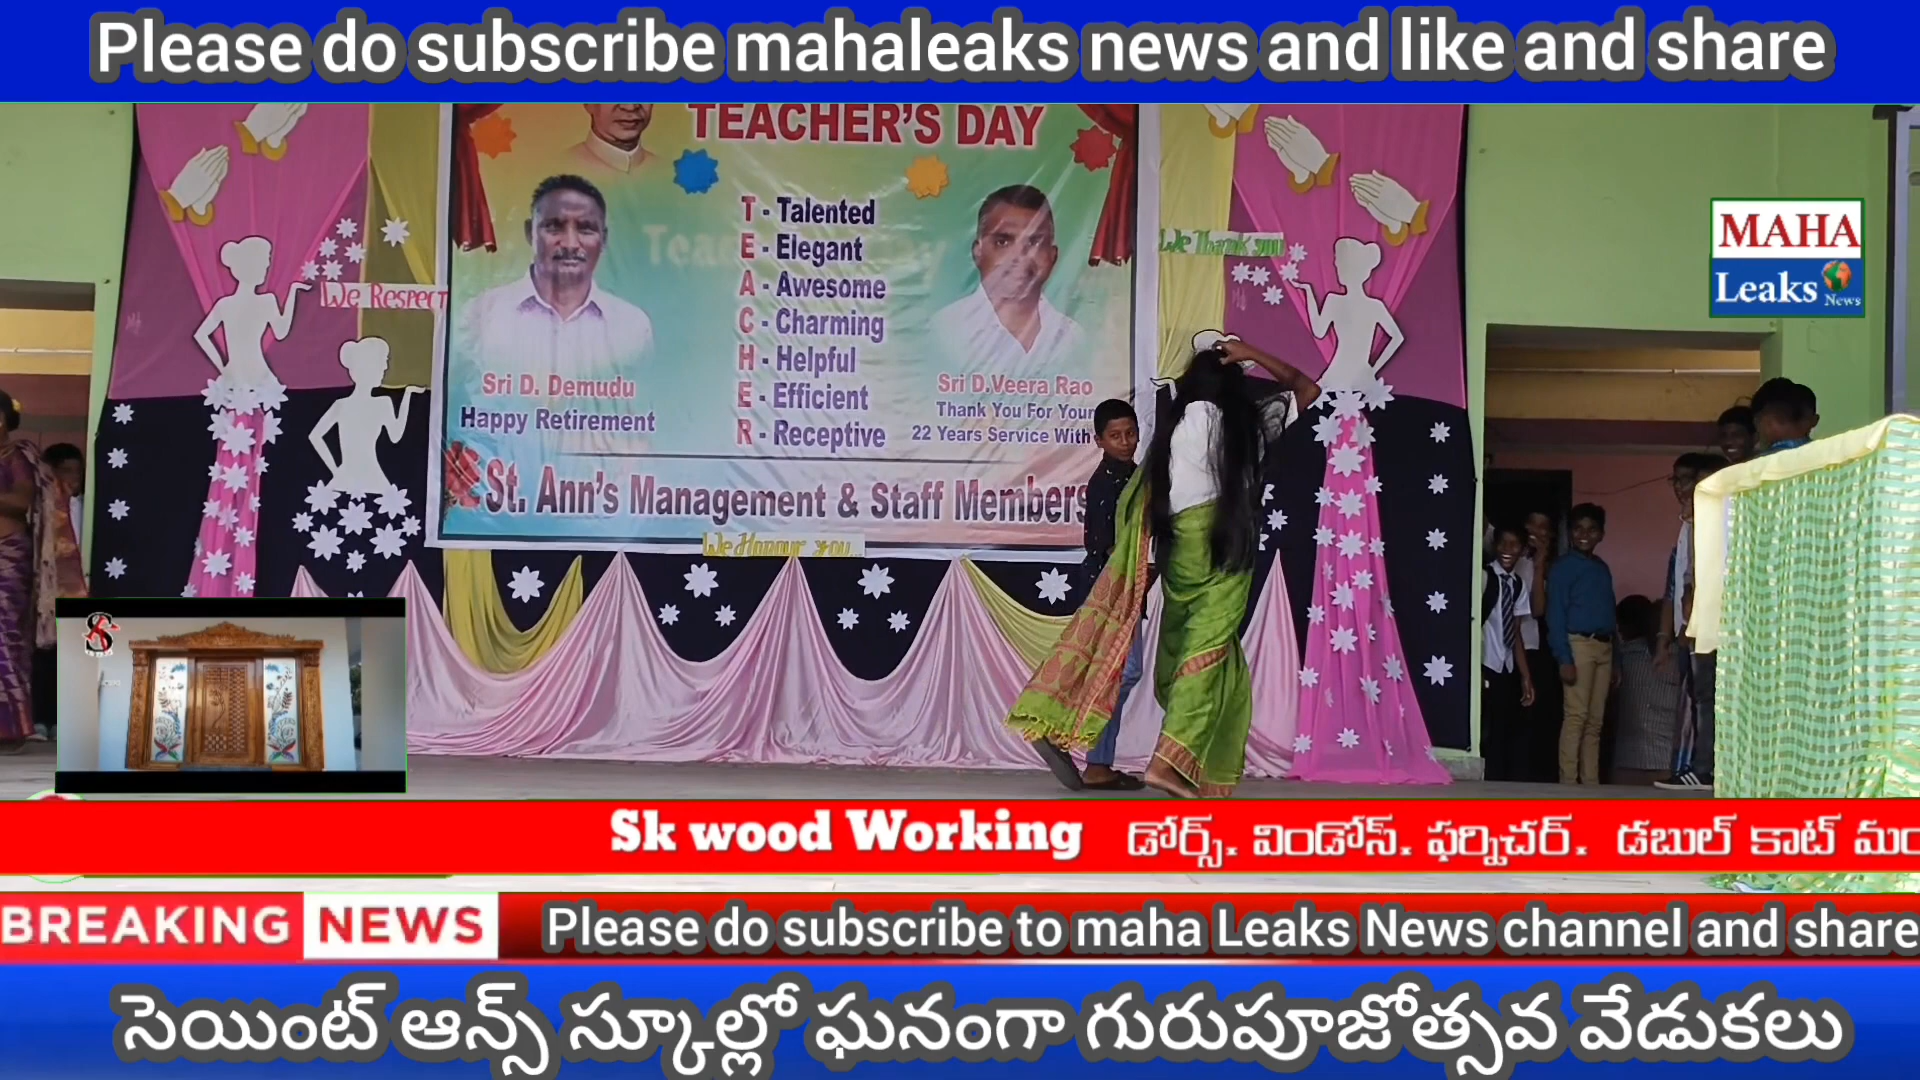 Please do subscribe mahaleaks news and like and share
TEACHER'S DAY
T - Talented
E - Elegant
A - Awesome
C - Charming
H - Helpful
E - Efficient
R - Receptive
We Respect
We Thank you
MAHA
Leaks News
Sri D. Demudu
Happy Retirement
Sri D.Veera Rao
Thank You For Your
22 Years Service With
St. Ann's Management & Staff Members
We Honour you...
Sk wood Working డోర్స్. విండోస్. ఫర్నిచర్. డబుల్ కాట్ మం
BREAKING NEWS Please do subscribe to maha Leaks News channel and share
సెయింట్ ఆన్స్ స్కూల్లో ఘనంగా గురుపూజోత్సవ వేడుకలు